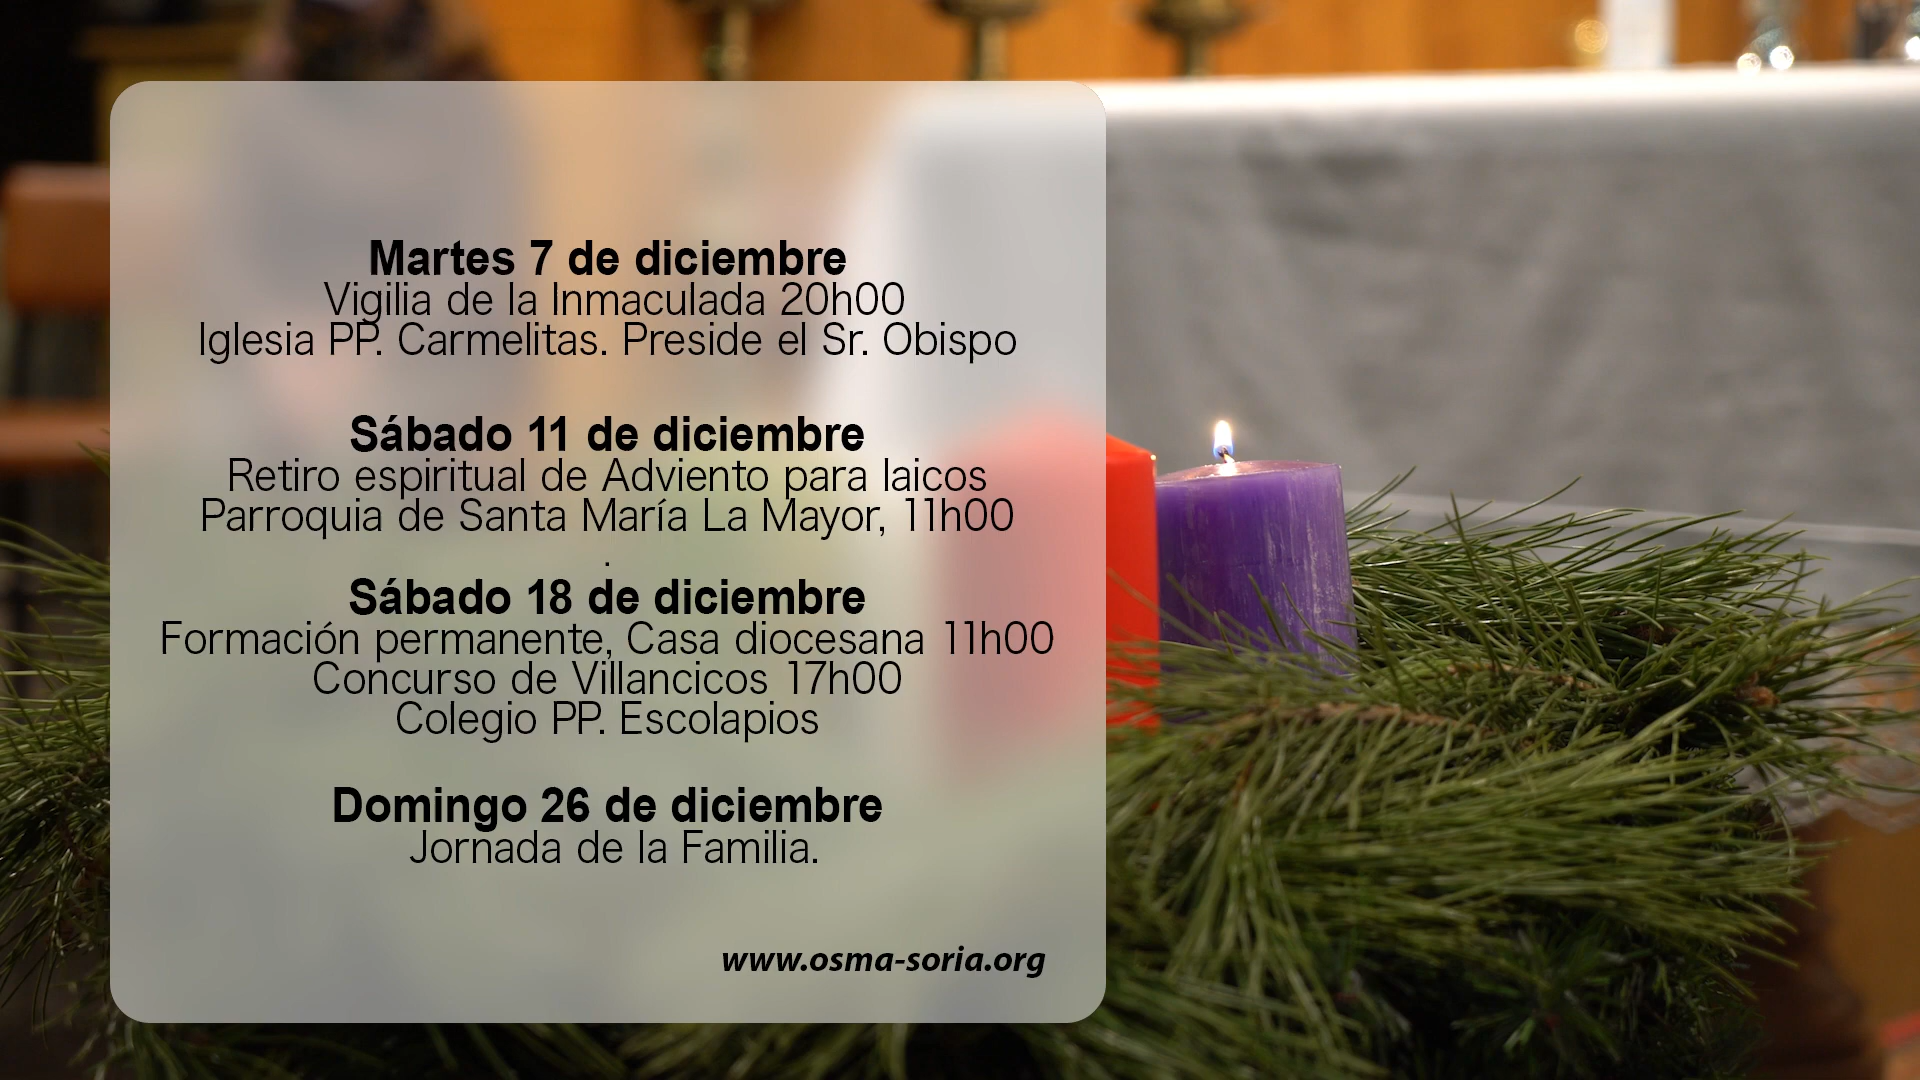 Martes 7 de diciembre
Vigilia de la Inmaculada 20h00
Iglesia PP. Carmelitas. Preside el Sr. Obispo
Sábado 11 de diciembre
Retiro espiritual de Adviento para laicos
Parroquia de Santa María La Mayor, 11h00
.
Sábado 18 de diciembre
Formación permanente, Casa diocesana 11h00
Concurso de Villancicos 17h00
Colegio PP. Escolapios
Domingo 26 de diciembre
Jornada de la Familia.
www.osma-soria.org